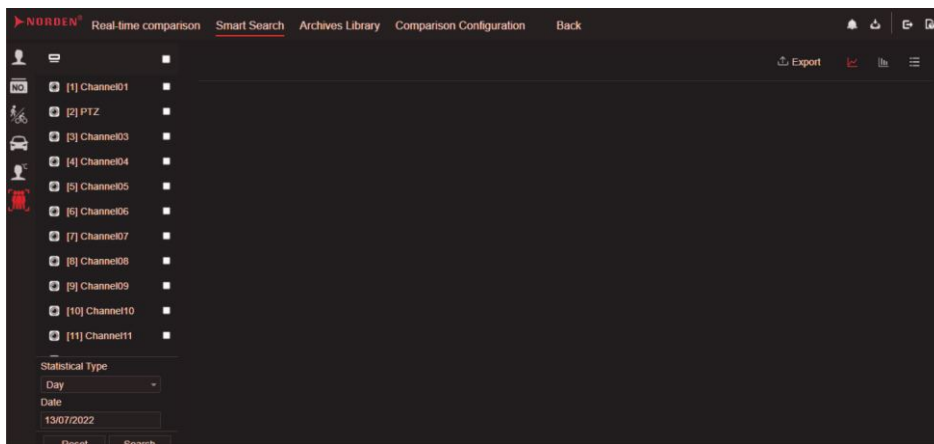 NORDEN® Real-time comparison Smart Search Archives Library Comparison Configuration Back
Export
NO.
[1] Channel01
[2] PTZ
[3] Channel03
[4] Channel04
°C
[5] Channel05
[6] Channel06
[7] Channel07
[8] Channel08
[9] Channel09
[10] Channel10
[11] Channel11
Statistical Type
Day
Date
13/07/2022
Reset Search